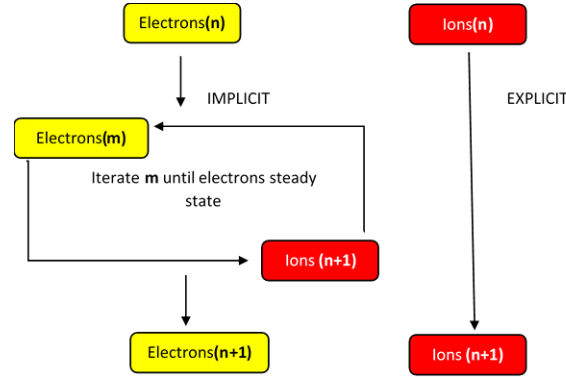 Electrons(n)
Ions(n)
IMPLICIT
EXPLICIT
Electrons(m)
Iterate m until electrons steady
state
Ions (n+1)
Electrons(n+1)
Ions (n+1)